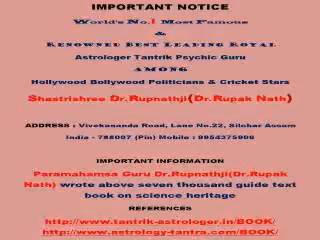 IMPORTANT NOTICE
World's No.1 Most Famous
&
Renowned Best Leading Royal
Astrologer Tantrik Psychic Guru
AMONG
Hollywood Bollywood Politicians & Cricket Stars
Shastrishree Dr.Rupnathji(Dr.Rupak Nath)
ADDRESS : Vivekananda Road, Lane No.22, Silchar Assam
India - 788007 (Pin) Mobile : 9954375906
IMPORTANT INFORMATION
Paramahamsa Guru Dr.Rupnathji(Dr.Rupak
Nath) wrote above seven thousand guide text
book on science heritage
REFERENCES
http://www.tantrik-astrologer.in/BOOK/
http://www.astrology-tantra.com/BOOK/